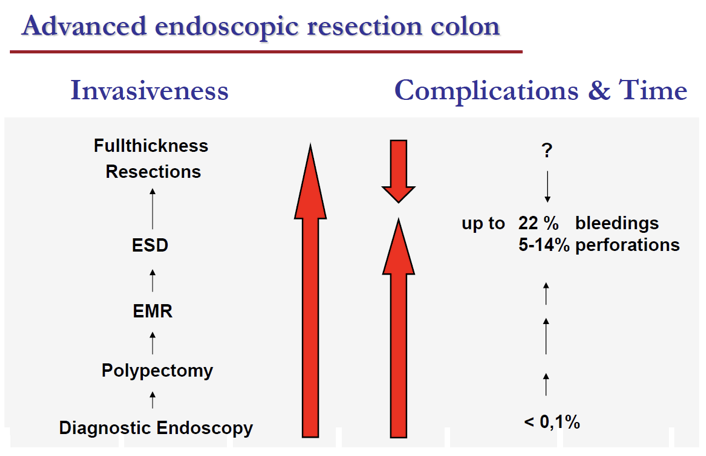 Advanced endoscopic resection colon
Invasiveness
Complications & Time
Fullthickness
Resections
ESD
EMR
Polypectomy
Diagnostic Endoscopy
?
up to 22 % bleedings
5-14% perforations
< 0,1%